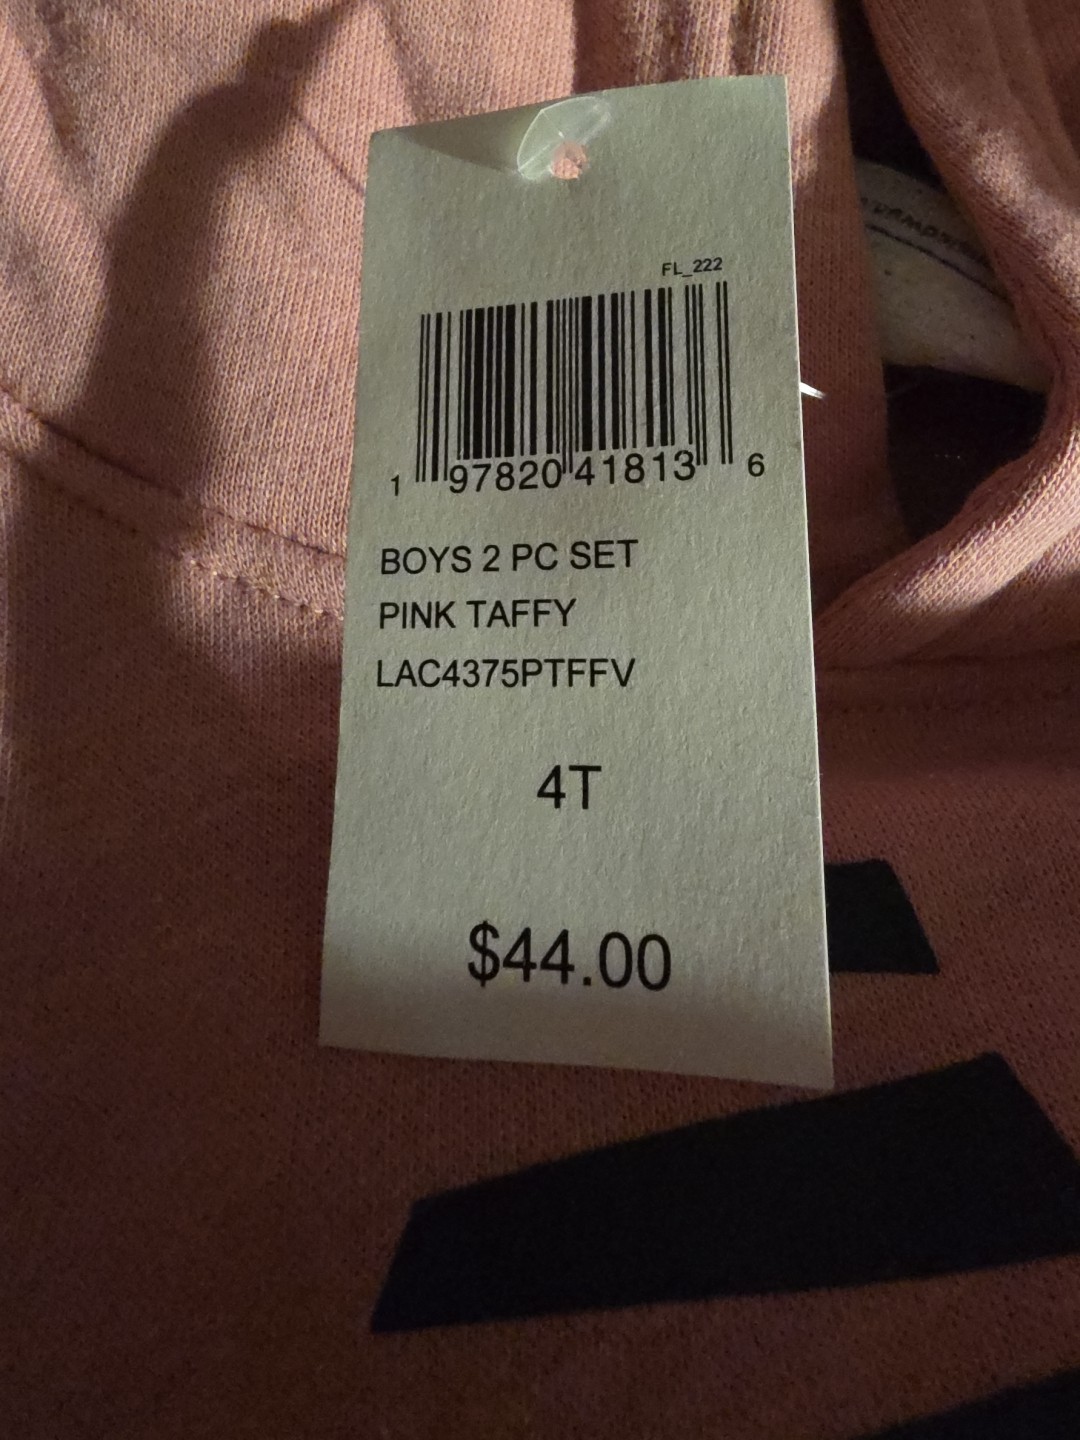 FL_222
1 97820 41813 6
BOYS 2 PC SET
PINK TAFFY
LAC4375PTFFV
4T
$44.00